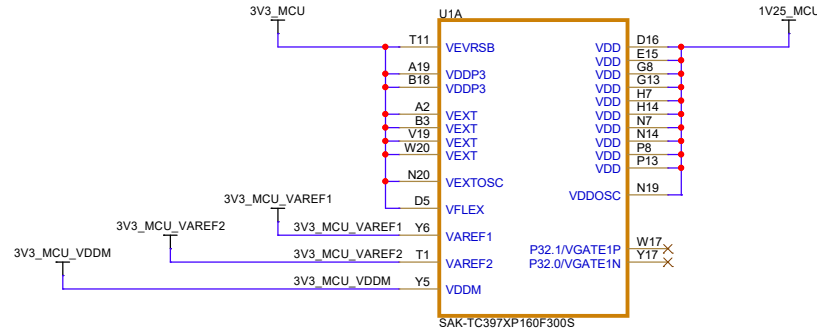 3V3_MCU
U1A
1V25_MCU
T11 VEVRSB
A19 VDDP3
B18 VDDP3
A2 VEXT
B3 VEXT
V19 VEXT
W20 VEXT
N20 VEXTOSC
D5 VFLEX
3V3_MCU_VAREF1
3V3_MCU_VAREF1 Y6 VAREF1
3V3_MCU_VAREF2
3V3_MCU_VAREF2 T1 VAREF2
3V3_MCU_VDDM
3V3_MCU_VDDM Y5 VDDM
VDD D16
VDD E15
VDD G8
VDD G13
VDD H7
VDD H14
VDD N7
VDD N14
VDD P8
VDD P13
VDDOSC N19
P32.1/VGATE1P W17
P32.0/VGATE1N Y17
SAK-TC397XP160F300S